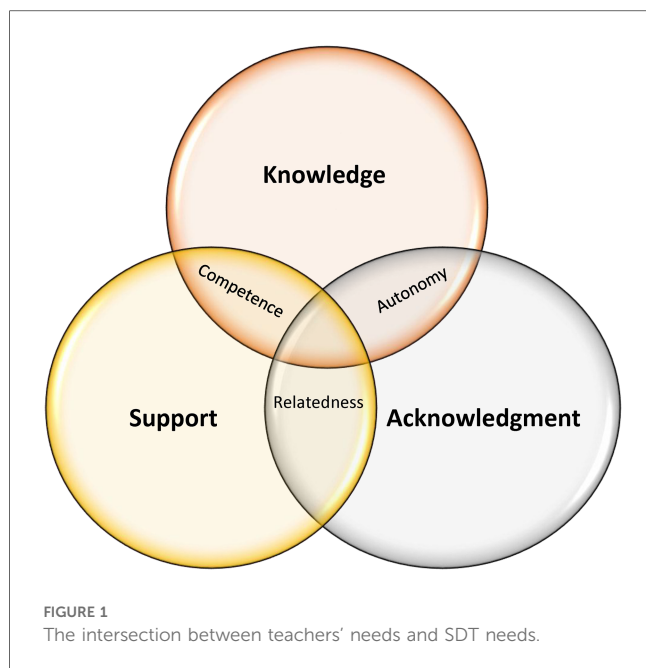 Knowledge
Competence
Autonomy
Relatedness
Support
Acknowledgment
FIGURE 1
The intersection between teachers’ needs and SDT needs.